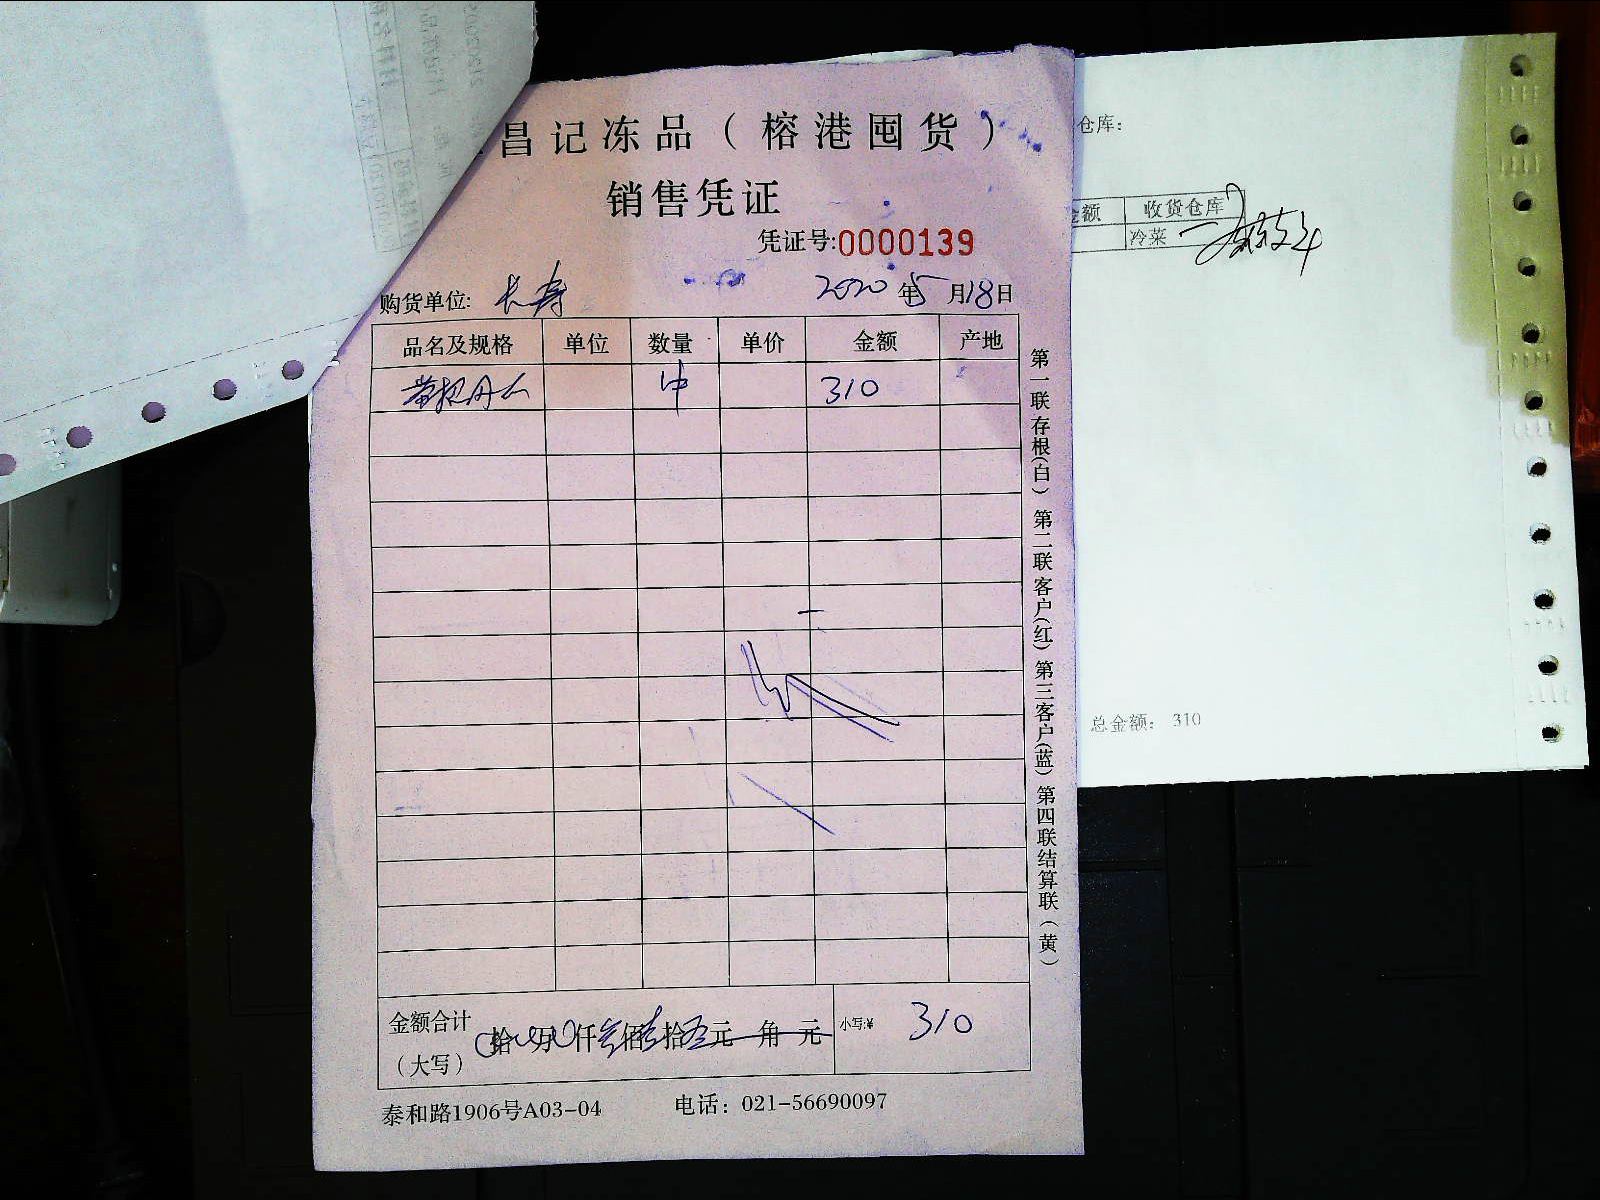 昌记冻品(榕港囤货)
销售凭证
凭证号:0000139
购货单位: 长寿
2020年5月18日
品名及规格 单位 数量 单价 金额 产地
310
金额合计
(大写)
拾 万 仟 佰 拾 元 角 元
小写:¥ 310
泰和路1906号A03-04 电话: 021-56690097
第一联存根(白) 第二联客户(红) 第三客户(蓝) 第四联结算联(黄)
仓库:
金额 收货仓库
冷菜
总金额: 310